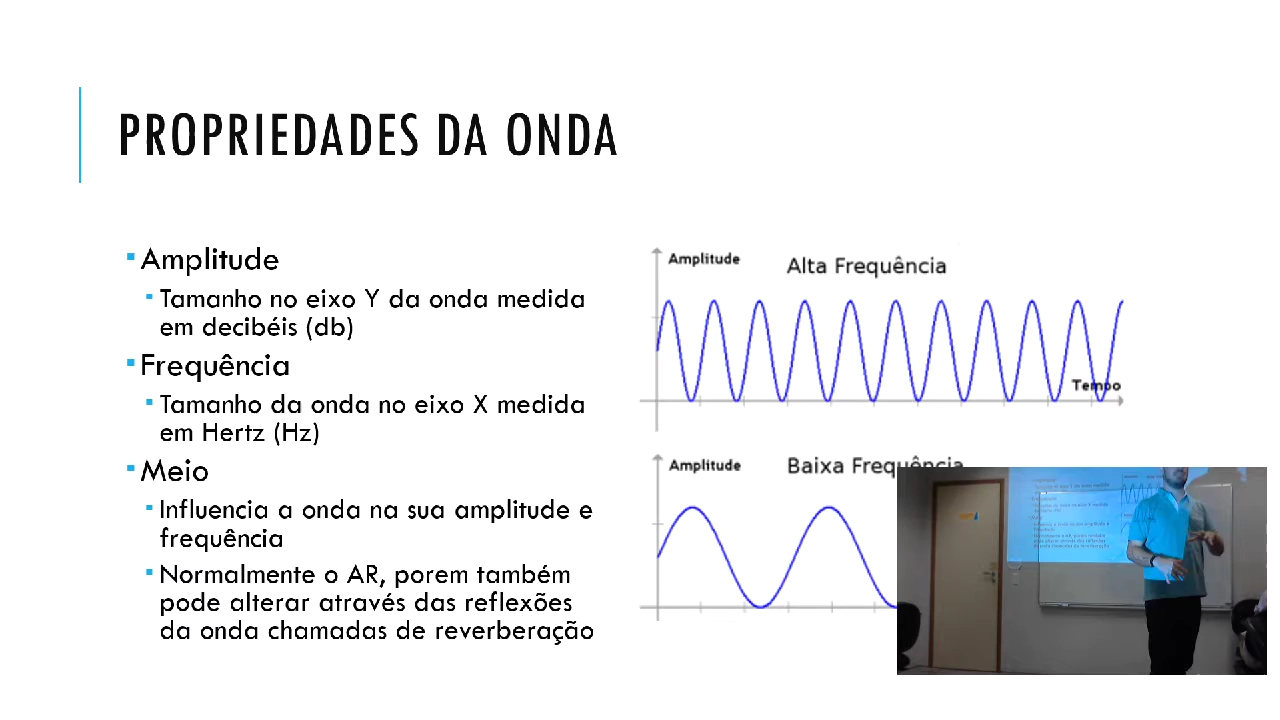 PROPRIEDADES DA ONDA
Amplitude
Tamanho no eixo Y da onda medida
em decibéis (db)
Frequência
Tamanho da onda no eixo X medida
em Hertz (Hz)
Meio
Influencia a onda na sua amplitude e
frequência
Normalmente o AR, porem também
pode alterar através das reflexões
da onda chamadas de reverberação
Amplitude
Alta Frequência
Tempo
Amplitude
Baixa Frequência